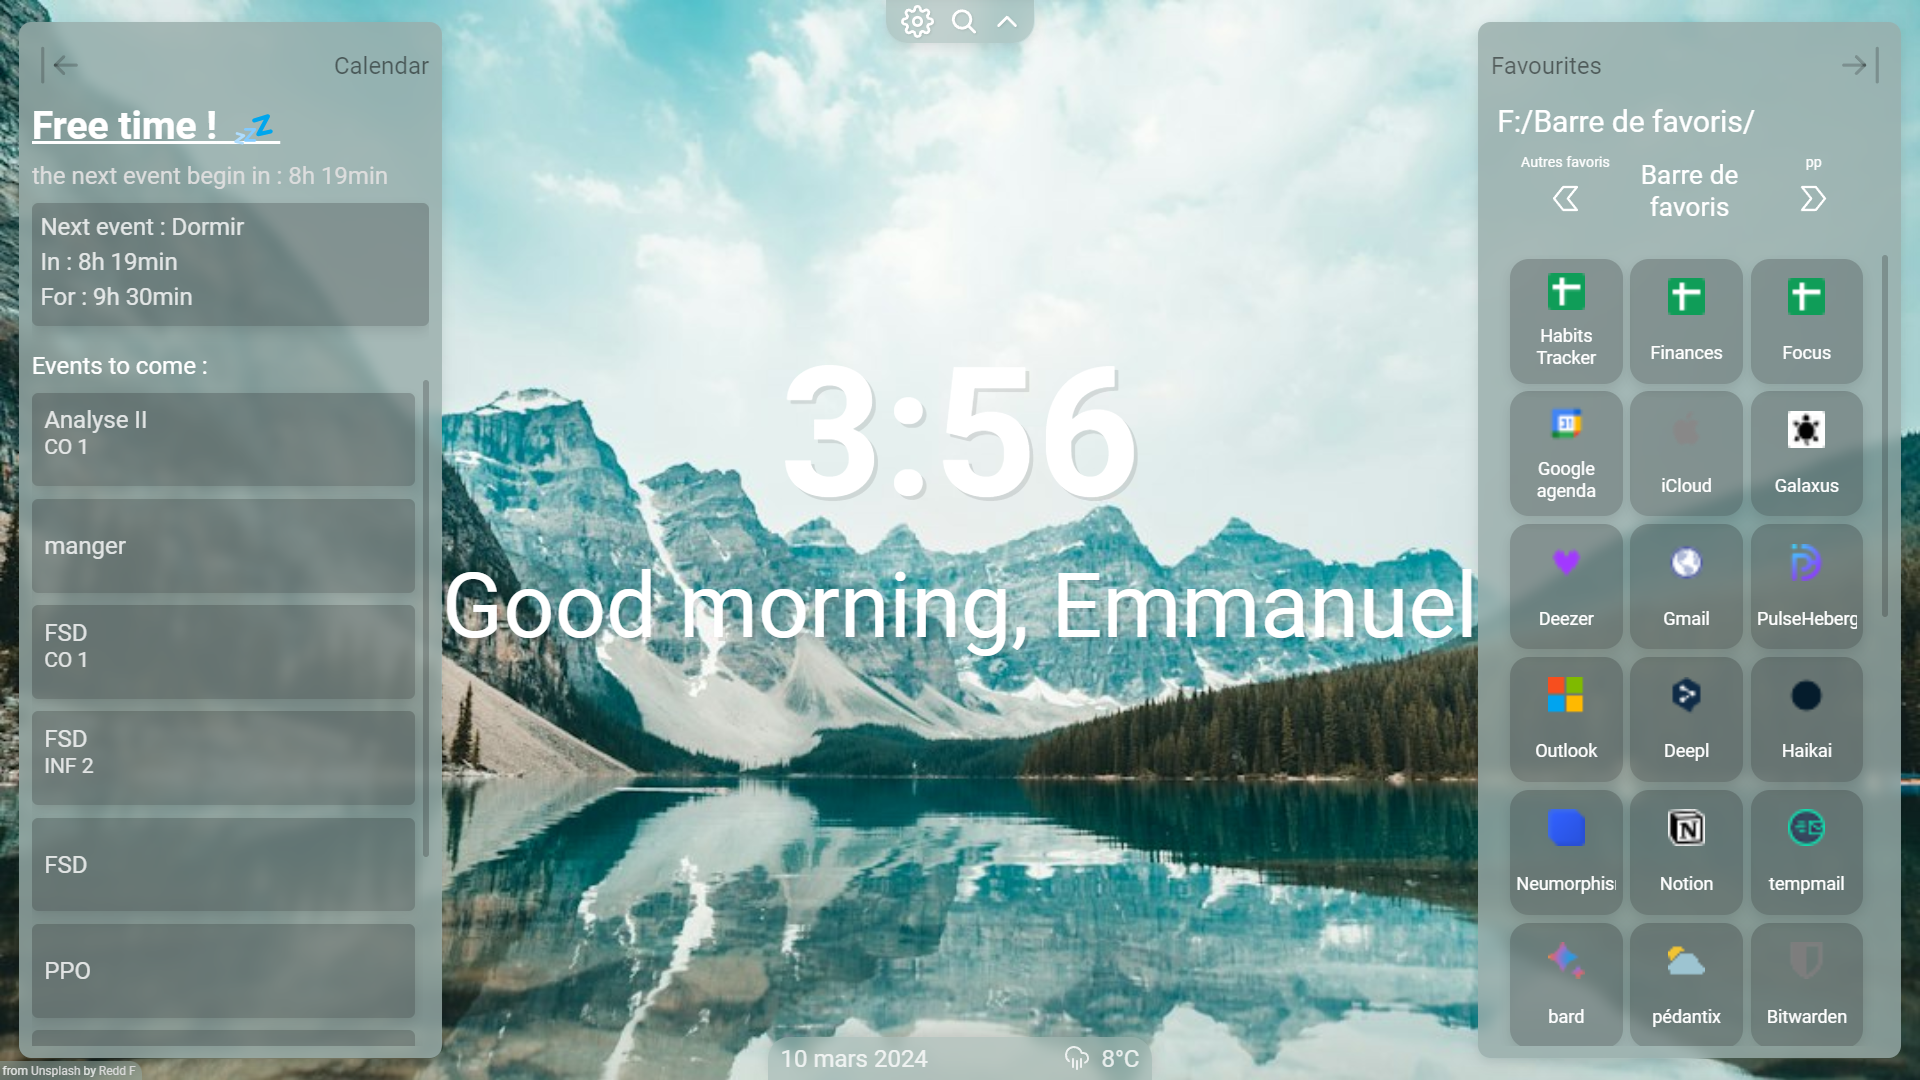 Calendar
Free time ! 💤
the next event begin in : 8h 19min
Next event : Dormir
In : 8h 19min
For : 9h 30min
Events to come :
Analyse II
CO 1
manger
FSD
CO 1
FSD
INF 2
FSD
PPO
from Unsplash by Redd F
3:56
Good morning, Emmanuel
10 mars 2024
8°C
Favourites
F:/Barre de favoris/
Autres favoris
Barre de
favoris
pp
Habits
Tracker
Finances
Focus
Google
agenda
iCloud
Galaxus
Deezer
Gmail
PulseHeberg
Outlook
Deepl
Haikai
Neumorphis
Notion
tempmail
bard
pédantix
Bitwarden